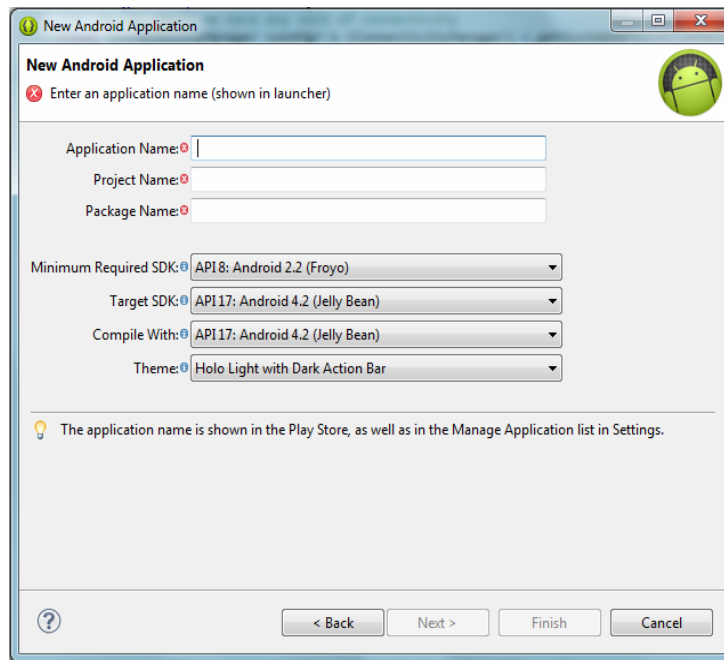 New Android Application
New Android Application
Enter an application name (shown in launcher)
Application Name:
Project Name:
Package Name:
Minimum Required SDK: API 8: Android 2.2 (Froyo)
Target SDK: API 17: Android 4.2 (Jelly Bean)
Compile With: API 17: Android 4.2 (Jelly Bean)
Theme: Holo Light with Dark Action Bar
The application name is shown in the Play Store, as well as in the Manage Application list in Settings.
< Back Next > Finish Cancel